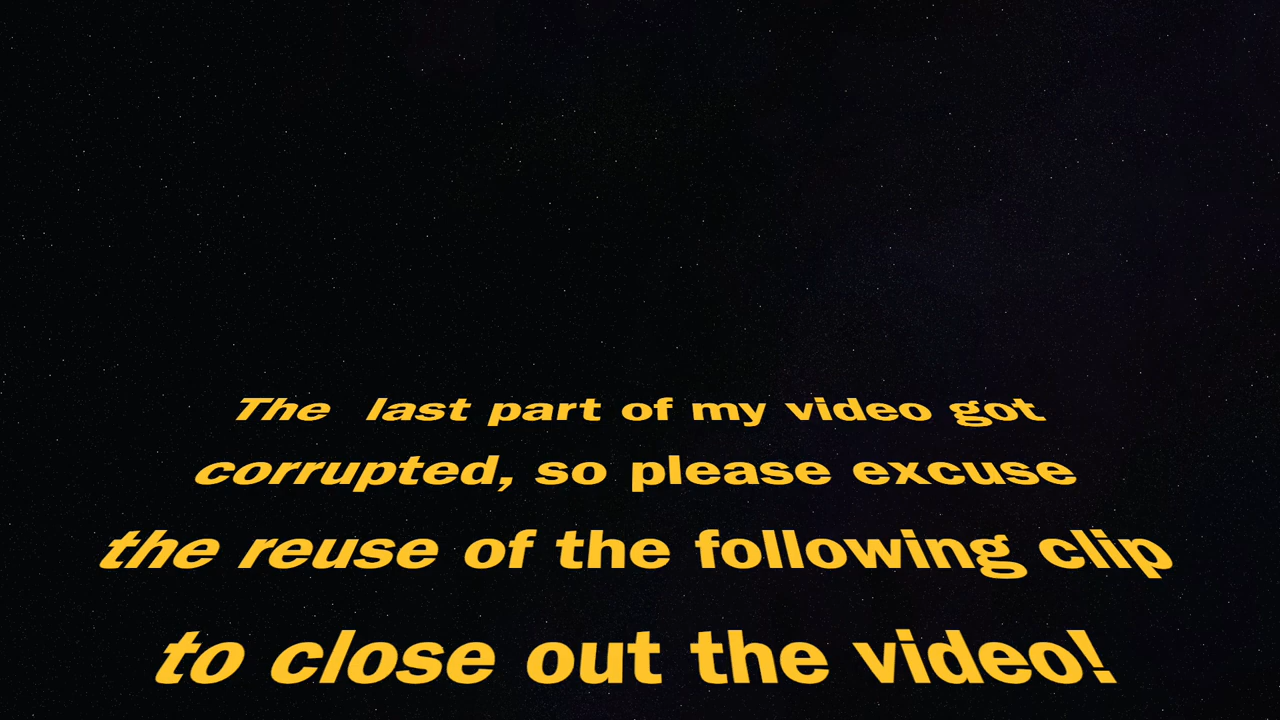 The last part of my video got
corrupted, so please excuse
the reuse of the following clip
to close out the video!